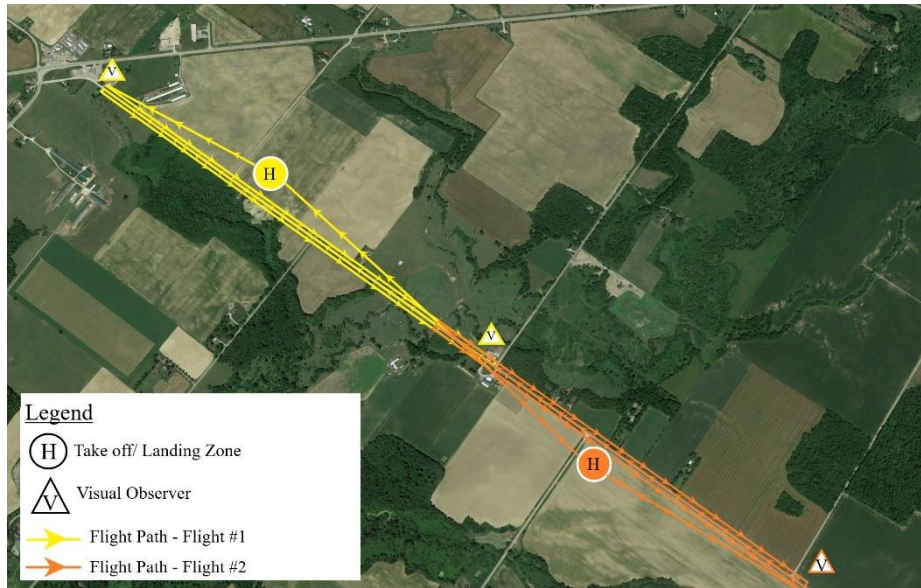 V
H
V
H
V
Legend
H Take off/ Landing Zone
V Visual Observer
Flight Path - Flight #1
Flight Path - Flight #2